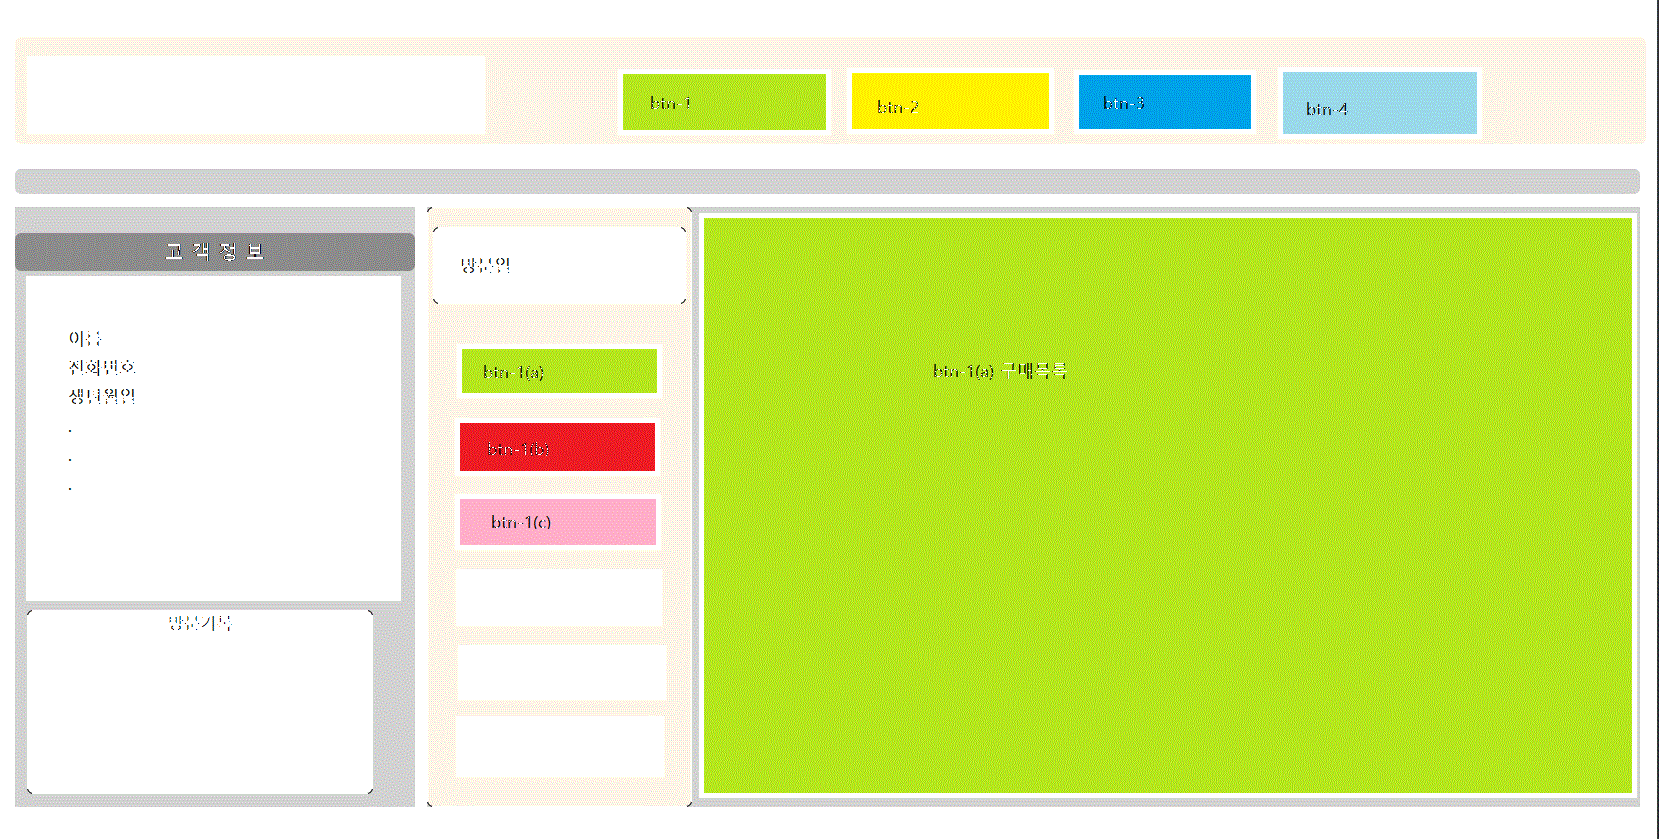 btn-1
btn-2
btn-3
btn-4
고 객 정 보
이름
전화번호
생년월일
.
.
.
방문기록
방문일
btn-1(a)
btn-1(b)
btn-1(c)
btn-1(a) 구매목록